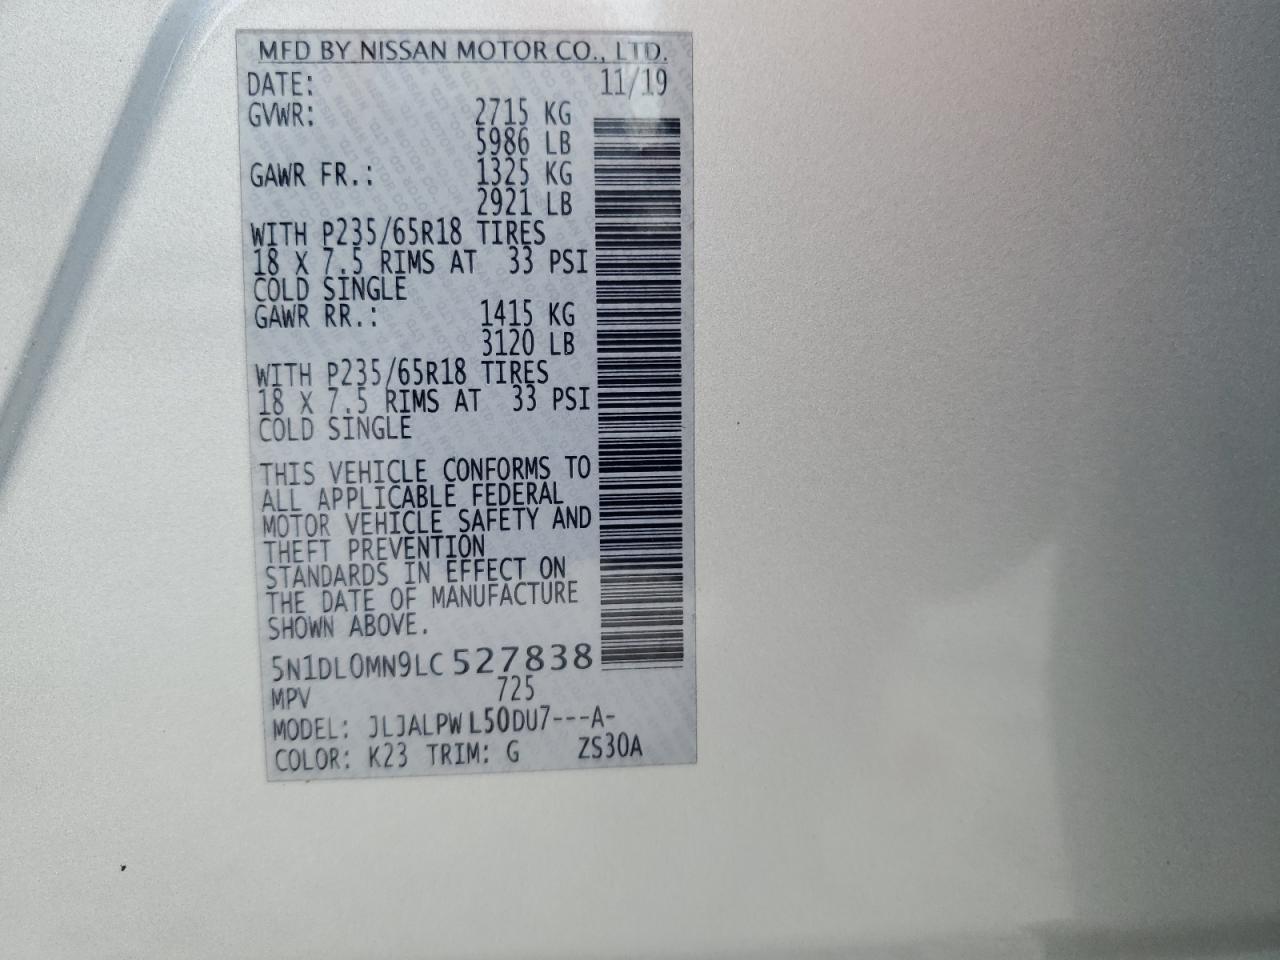 MFD BY NISSAN MOTOR CO., LTD.
DATE: 11/19
GVWR: 2715 KG
5986 LB
GAWR FR.: 1325 KG
2921 LB
WITH P235/65R18 TIRES
18 X 7.5 RIMS AT 33 PSI
COLD SINGLE
GAWR RR.: 1415 KG
3120 LB
WITH P235/65R18 TIRES
18 X 7.5 RIMS AT 33 PSI
COLD SINGLE
THIS VEHICLE CONFORMS TO
ALL APPLICABLE FEDERAL
MOTOR VEHICLE SAFETY AND
THEFT PREVENTION
STANDARDS IN EFFECT ON
THE DATE OF MANUFACTURE
SHOWN ABOVE.
5N1DL0MN9LC527838
MPV 725
MODEL: JLJALPWL50DU7---A-
COLOR: K23 TRIM: G ZS30A